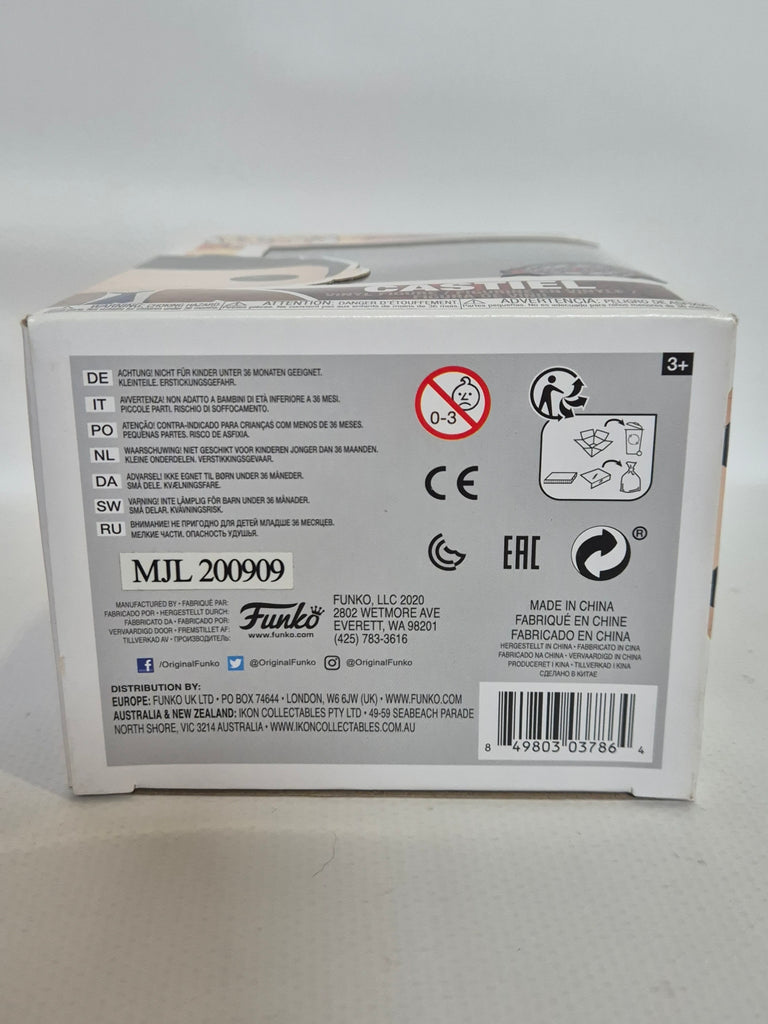 CASTIEL
WARNING: CHOKING HAZARD
ATTENTION: DANGER D'ÉTOUFFEMENT
ADVERTENCIA: PELIGRO DE ASFIXIA
3+
DE ACHTUNG! NICHT FÜR KINDER UNTER 36 MONATEN GEEIGNET.
KLEINTEILE. ERSTICKUNGSGEFAHR.
IT AVVERTENZA! NON ADATTO A BAMBINI DI ETÀ INFERIORE A 36 MESI.
PICCOLE PARTI. RISCHIO DI SOFFOCAMENTO.
PO ATENÇÃO! CONTRA-INDICADO PARA CRIANÇAS COM MENOS DE 36 MESES.
PEQUENAS PARTES. RISCO DE ASFIXIA.
NL WAARSCHUWING! NIET GESCHIKT VOOR KINDEREN JONGER DAN 36 MAANDEN.
KLEINE ONDERDELEN. VERSTIKKINGSGEVAAR.
DA ADVARSEL! IKKE EGNET TIL BØRN UNDER 36 MÅNEDER.
SMÅ DELE. KVÆLNINGSFARE.
SW VARNING! INTE LÄMPLIG FÖR BARN UNDER 36 MÅNADER.
SMÅ DELAR. KVÄVNINGSRISK.
RU ВНИМАНИЕ! НЕ ПРИГОДНО ДЛЯ ДЕТЕЙ МЛАДШЕ 36 МЕСЯЦЕВ.
МЕЛКИЕ ЧАСТИ. ОПАСНОСТЬ УДУШЬЯ.
0-3
CE
EAC
®
MJL 200909
MANUFACTURED BY • FABRIQUÉ PAR:
FABRICADO POR • HERGESTELLT DURCH:
FABBRICATO DA • FABRICADO POR:
VERVAARDIGD DOOR • FREMSTILLET AF:
TILLVERKAD AV • ПРОИЗВОДИТЕЛЬ:
Funko
www.funko.com
FUNKO, LLC 2020
2802 WETMORE AVE
EVERETT, WA 98201
(425) 783-3616
MADE IN CHINA
FABRIQUÉ EN CHINE
FABRICADO EN CHINA
HERGESTELLT IN CHINA • FABBRICATO IN CINA
FABRICADO NA CHINA • VERVAARDIGD IN CHINA
PRODUCERET I KINA • TILLVERKAD I KINA
СДЕЛАНО В КИТАЕ
/OriginalFunko @OriginalFunko @OriginalFunko
DISTRIBUTION BY:
EUROPE: FUNKO UK LTD • PO BOX 74644 • LONDON, W6 6JW (UK) • WWW.FUNKO.COM
AUSTRALIA & NEW ZEALAND: IKON COLLECTABLES PTY LTD • 49-59 SEABEACH PARADE
NORTH SHORE, VIC 3214 AUSTRALIA • WWW.IKONCOLLECTABLES.COM.AU
8 49803 03786 4